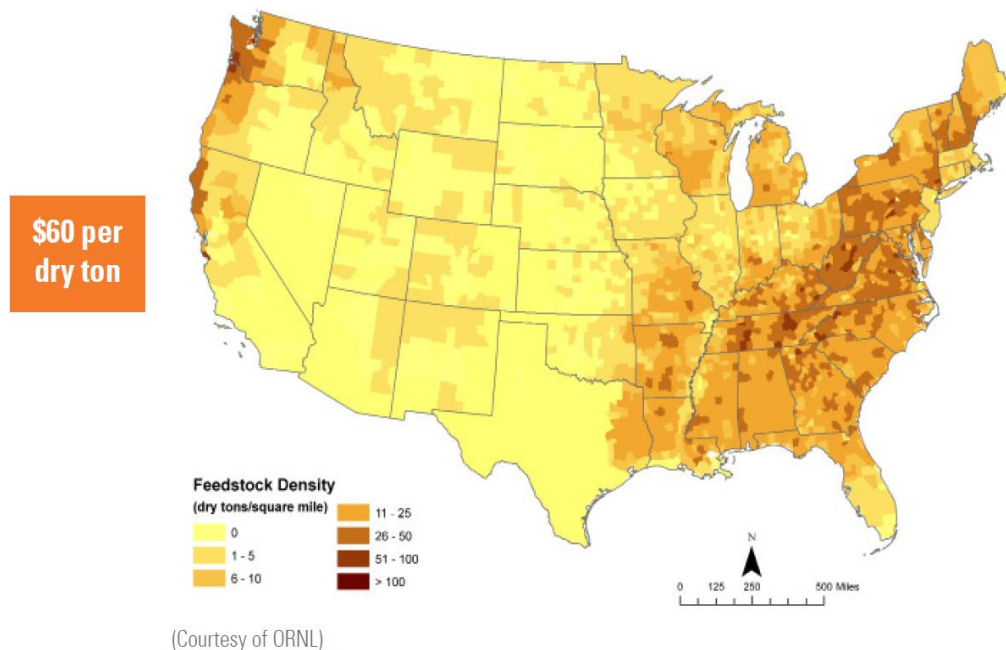 $60 per
dry ton
Feedstock Density
(dry tons/square mile)
0
1 - 5
6 - 10
11 - 25
26 - 50
51 - 100
> 100
N
0 125 250 500 Miles
(Courtesy of ORNL)